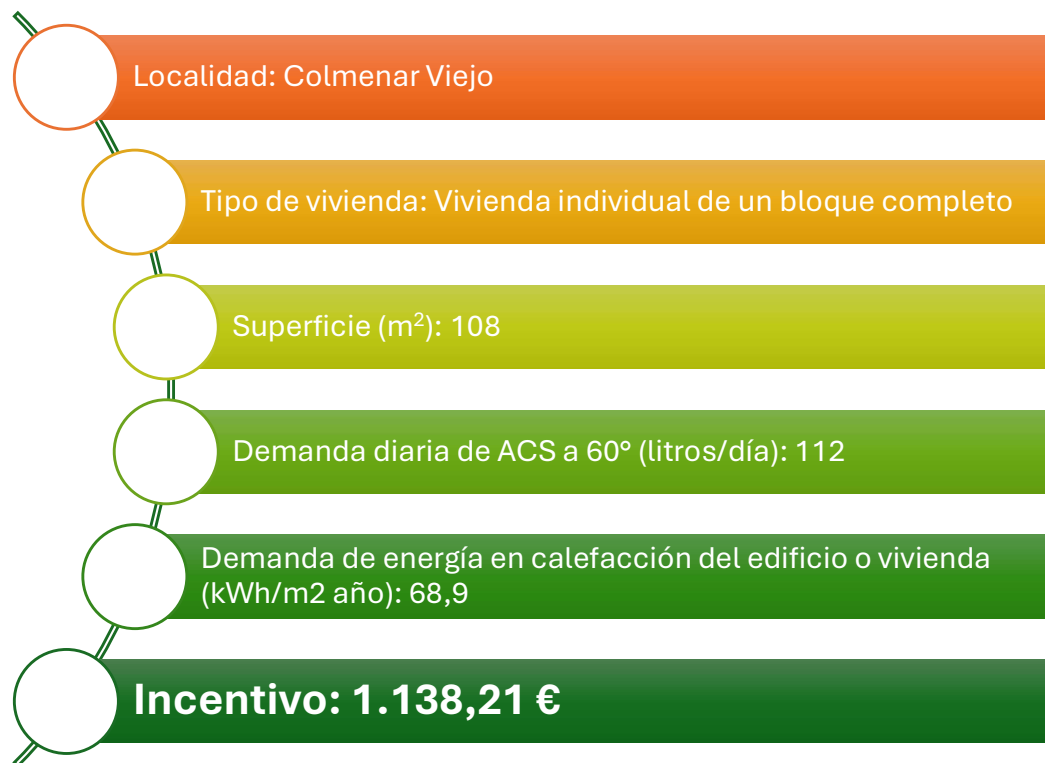 Localidad: Colmenar Viejo
Tipo de vivienda: Vivienda individual de un bloque completo
Superficie (m²): 108
Demanda diaria de ACS a 60° (litros/día): 112
Demanda de energía en calefacción del edificio o vivienda
(kWh/m2 año): 68,9
Incentivo: 1.138,21 €